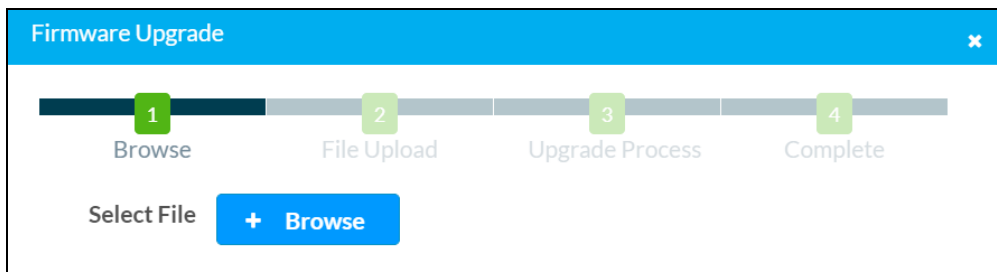 Firmware Upgrade
1 2 3 4
Browse File Upload Upgrade Process Complete
Select File + Browse